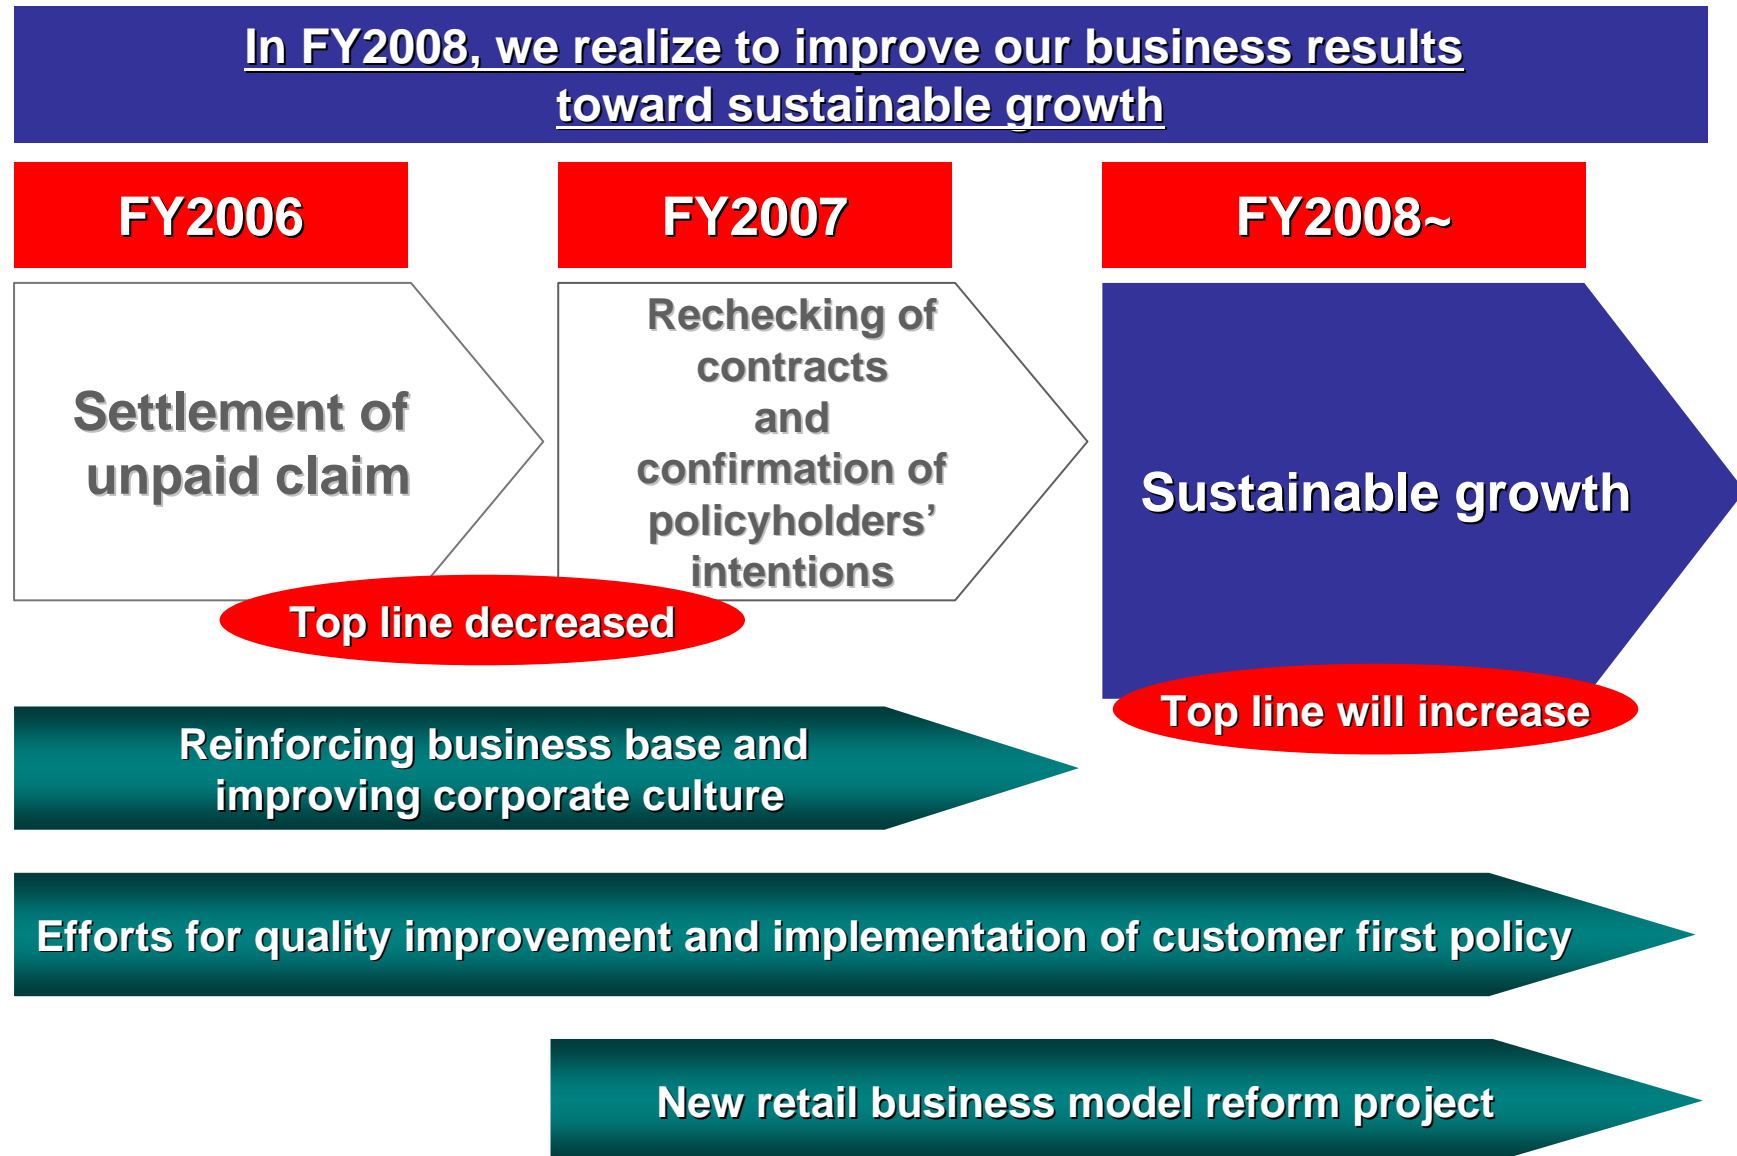 In FY2008, we realize to improve our business results
toward sustainable growth
FY2006
FY2007
FY2008~
Settlement of
unpaid claim
Rechecking of
contracts
and
confirmation of
policyholders’
intentions
Sustainable growth
Top line decreased
Top line will increase
Reinforcing business base and
improving corporate culture
Efforts for quality improvement and implementation of customer first policy
New retail business model reform project